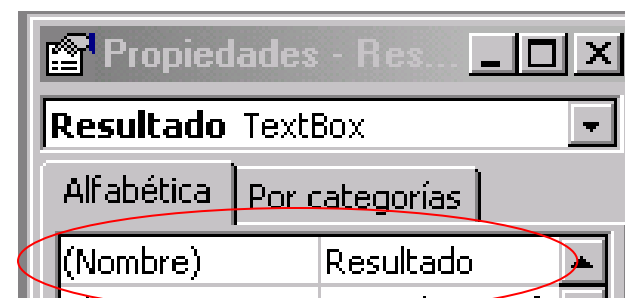 Propiedades - Res...
Resultado TextBox
Alfabética Por categorías
(Nombre) Resultado